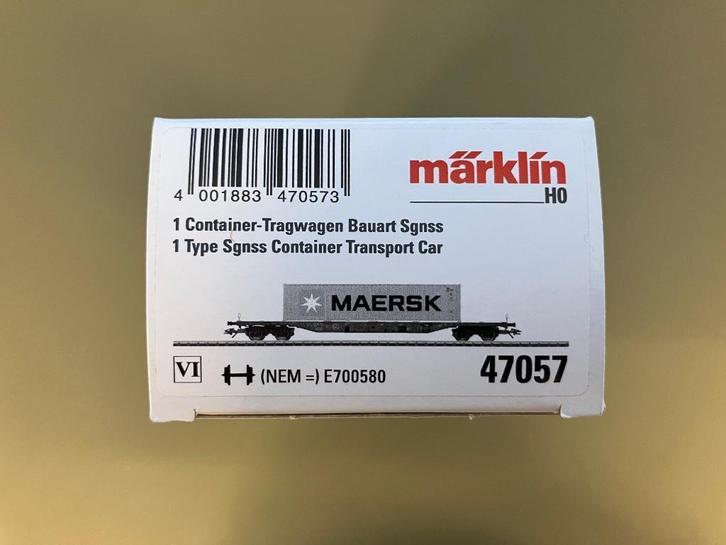 4 001883 470573
märklin
H0
1 Container-Tragwagen Bauart Sgnss
1 Type Sgnss Container Transport Car
MAERSK
VI
(NEM =) E700580
47057